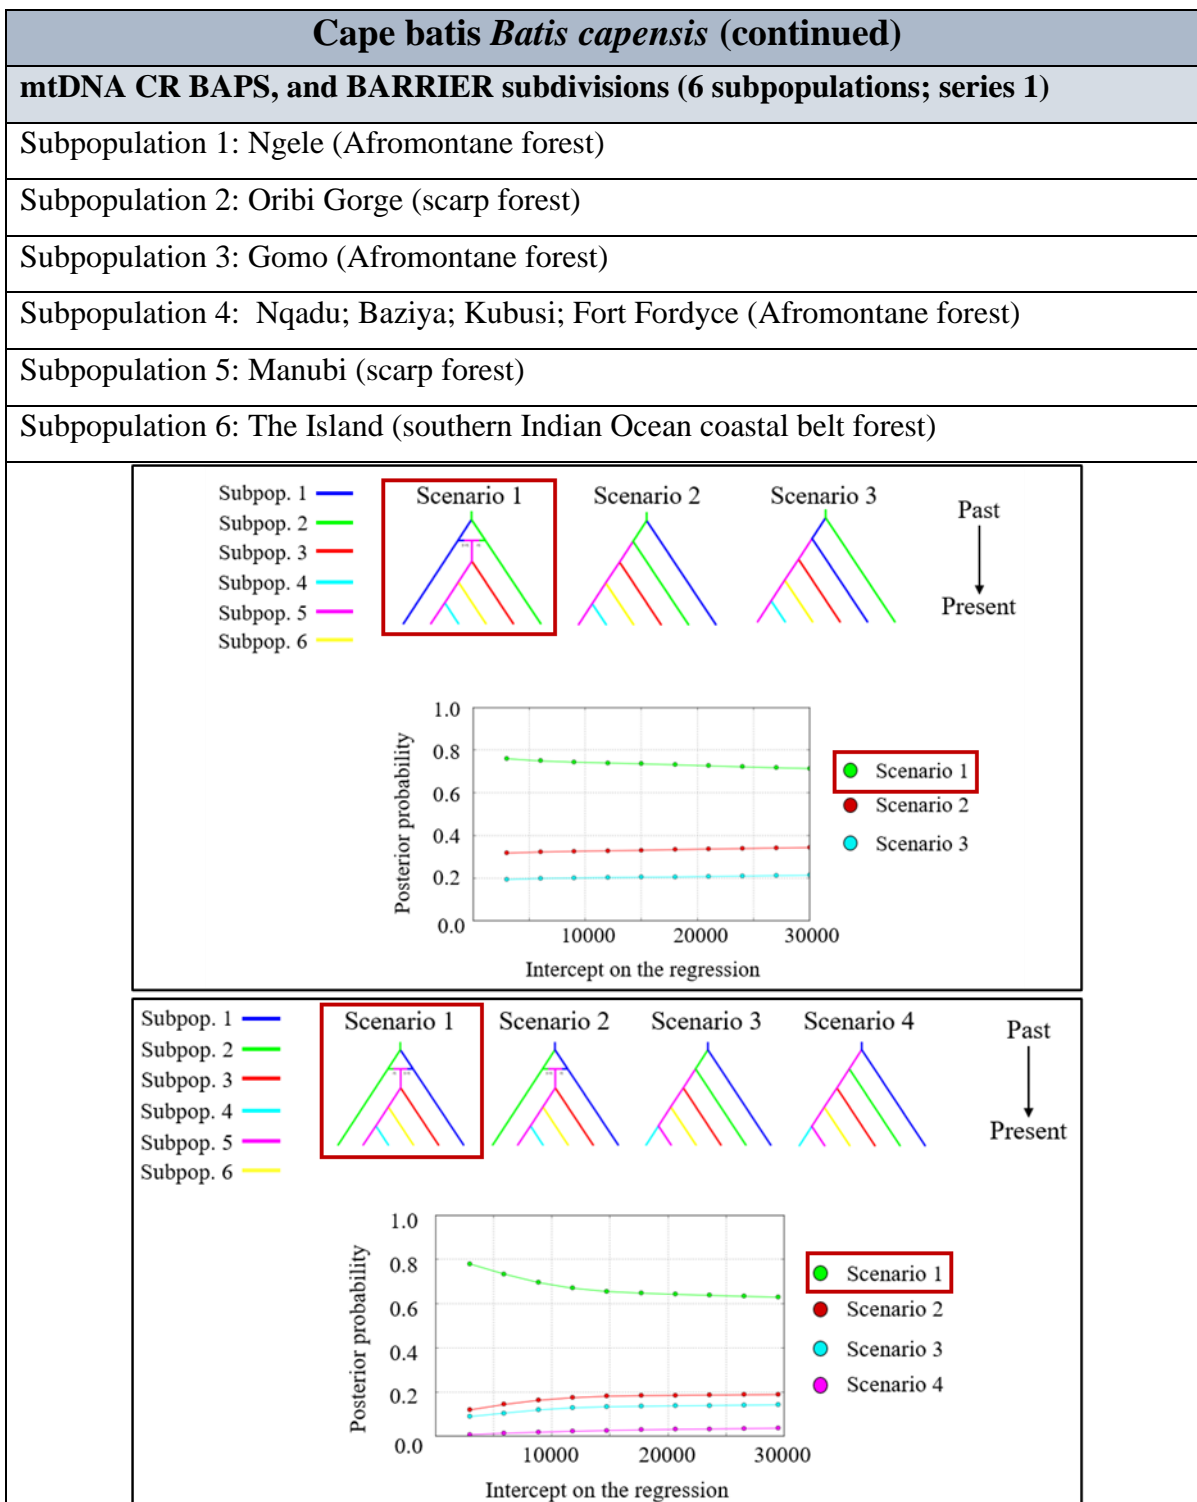 Cape batis Batis capensis (continued)
mtDNA CR BAPS, and BARRIER subdivisions (6 subpopulations; series 1)
Subpopulation 1: Ngele (Afromontane forest)
Subpopulation 2: Oribi Gorge (scarp forest)
Subpopulation 3: Gomo (Afromontane forest)
Subpopulation 4: Nqadu; Baziya; Kubusi; Fort Fordyce (Afromontane forest)
Subpopulation 5: Manubi (scarp forest)
Subpopulation 6: The Island (southern Indian Ocean coastal belt forest)
Subpop. 1
Subpop. 2
Subpop. 3
Subpop. 4
Subpop. 5
Subpop. 6
Scenario 1
Scenario 2
Scenario 3
Past
Present
Posterior probability
1.0
0.8
0.6
0.4
0.2
0.0
10000
20000
30000
Intercept on the regression
Scenario 1
Scenario 2
Scenario 3
Subpop. 1
Subpop. 2
Subpop. 3
Subpop. 4
Subpop. 5
Subpop. 6
Scenario 1
Scenario 2
Scenario 3
Scenario 4
Past
Present
Posterior probability
1.0
0.8
0.6
0.4
0.2
0.0
10000
20000
30000
Intercept on the regression
Scenario 1
Scenario 2
Scenario 3
Scenario 4